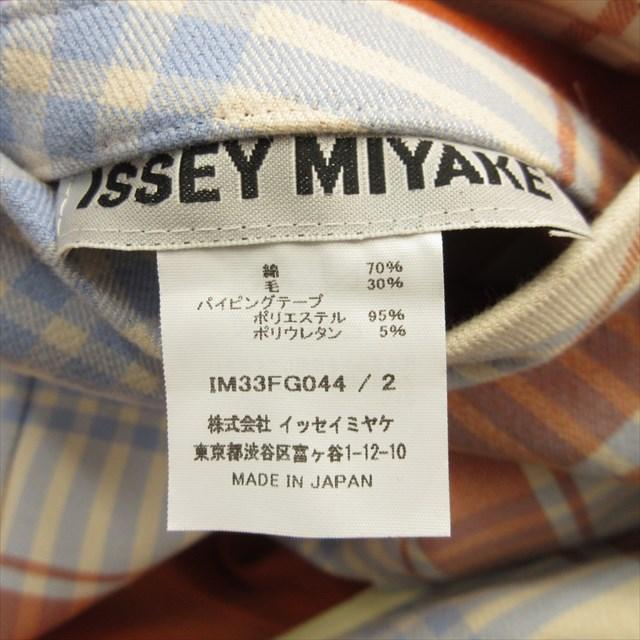 ISSEY MIYAKE
綿 70%
毛 30%
パイピングテープ
ポリエステル 95%
ポリウレタン 5%
IM33FG044 / 2
株式会社 イッセイミヤケ
東京都渋谷区富ヶ谷1-12-10
MADE IN JAPAN